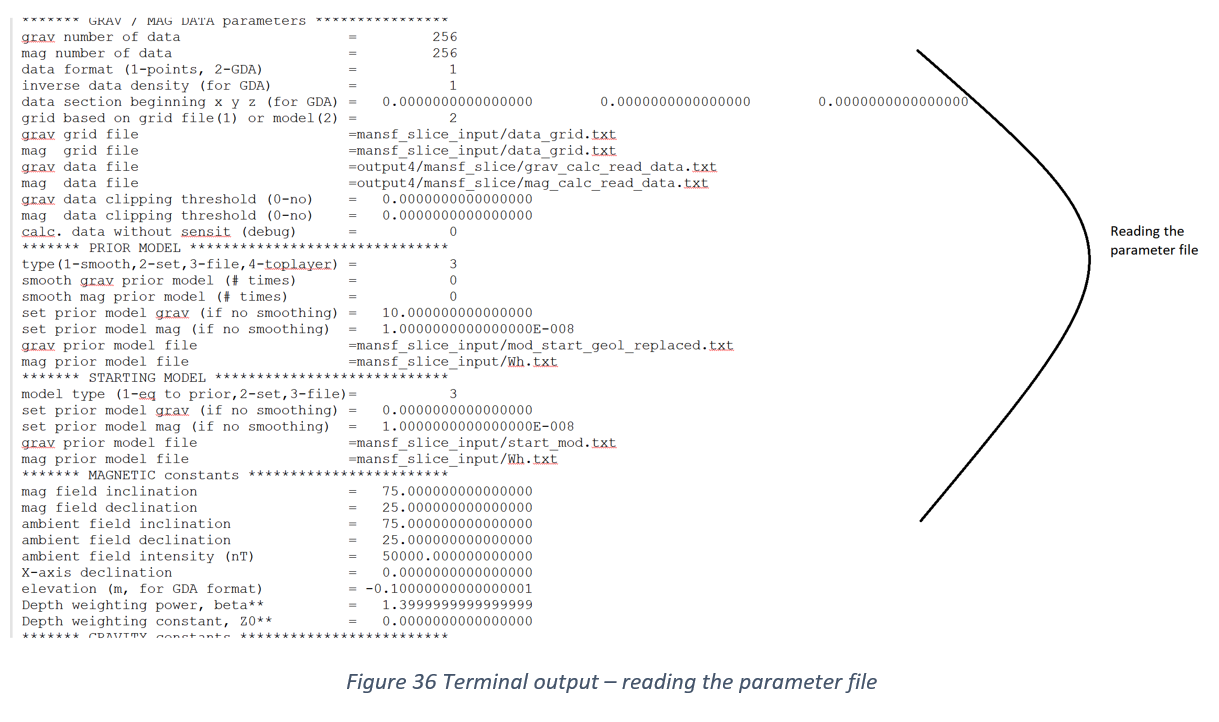 ******* GRAV / MAG DATA parameters ****************
grav number of data                    =         256
mag number of data                     =         256
data format (1-points, 2-GDA)          =           1
inverse data density (for GDA)         =           1
data section beginning x y z (for GDA) =   0.0000000000000000        0.0000000000000000        0.0000000000000000
grid based on grid file(1) or model(2) =           2
grav grid file                         =mansf_slice_input/data_grid.txt
mag  grid file                         =mansf_slice_input/data_grid.txt
grav data file                         =output4/mansf_slice/grav_calc_read_data.txt
mag  data file                         =output4/mansf_slice/mag_calc_read_data.txt
grav data clipping threshold (0-no)    =   0.0000000000000000
mag  data clipping threshold (0-no)    =   0.0000000000000000
calc. data without sensit (debug)      =           0
******* PRIOR MODEL *******************************
type(1-smooth,2-set,3-file,4-toplayer) =           3
smooth grav prior model (# times)      =           0
smooth mag prior model (# times)       =           0
set prior model grav (if no smoothing) =   10.000000000000000
set prior model mag (if no smoothing)  =   1.0000000000000000E-008
grav prior model file                  =mansf_slice_input/mod_start_geol_replaced.txt
mag prior model file                   =mansf_slice_input/Wh.txt
******* STARTING MODEL ****************************
model type (1-eq to prior,2-set,3-file)=           3
set prior model grav (if no smoothing) =   0.0000000000000000
set prior model mag (if no smoothing)  =   1.0000000000000000E-008
grav prior model file                  =mansf_slice_input/start_mod.txt
mag prior model file                   =mansf_slice_input/Wh.txt
******* MAGNETIC constants ************************
mag field inclination                  =   75.000000000000000
mag field declination                  =   25.000000000000000
ambient field inclination              =   75.000000000000000
ambient field declination              =   25.000000000000000
ambient field intensity (nT)           =   50000.000000000000
X-axis declination                     =   0.0000000000000000
elevation (m, for GDA format)          = -0.10000000000000001
Depth weighting power, beta**          =   1.3999999999999999
Depth weighting constant, Z0**         =   0.0000000000000000
******* GRAVITY constants *************************
Reading the
parameter file
Figure 36 Terminal output – reading the parameter file